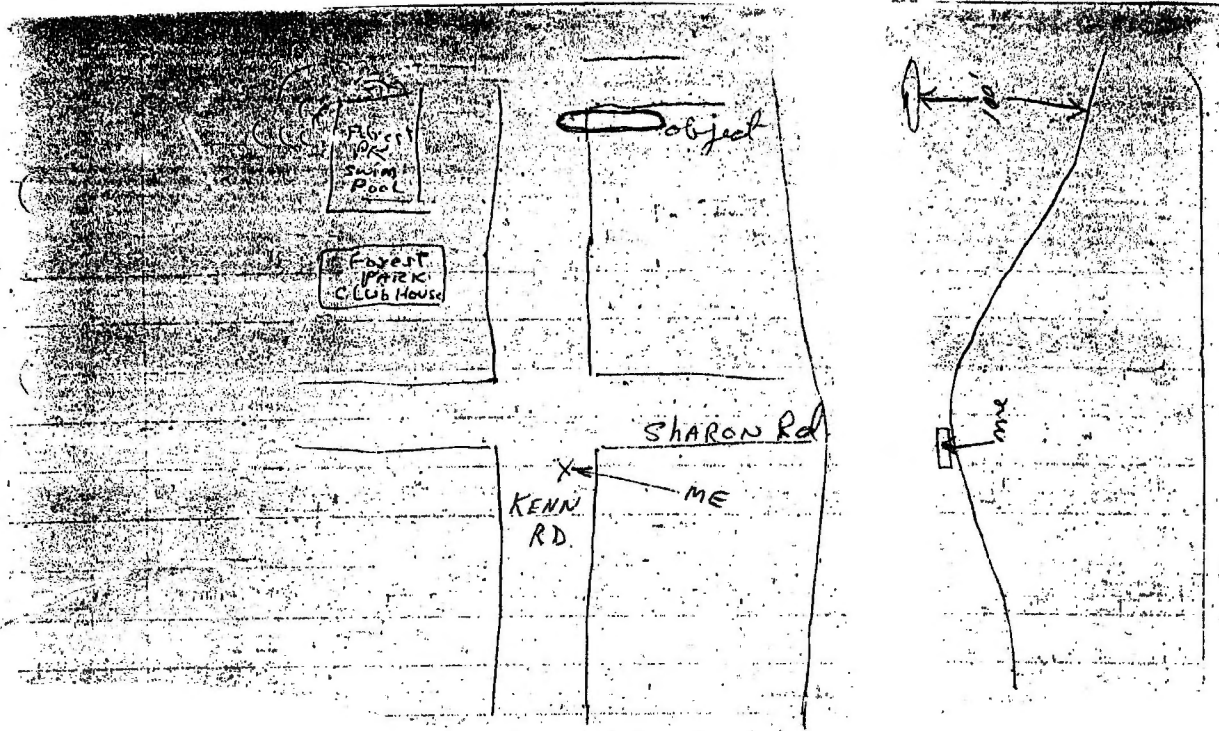 Forest
PK
Swim
Pool
Forest
PARK
CLUB HOUSE
object
SHARON Rd
ME
KENN
RD.
100'
me